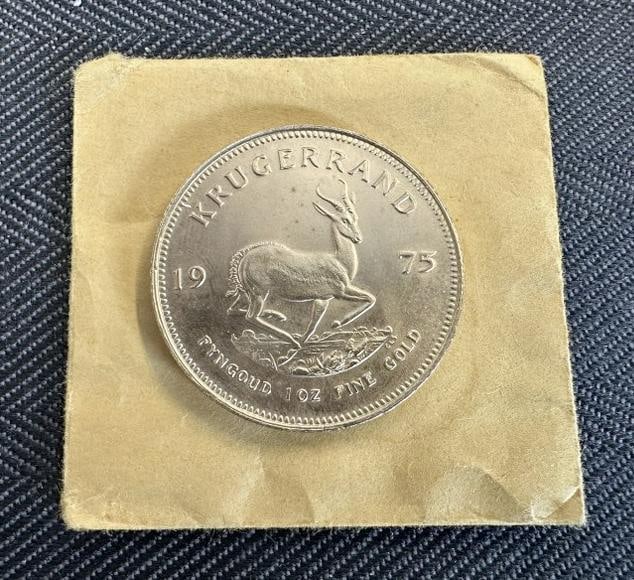 KRUGERRAND
19 75
FYNGOUD 1 OZ FINE GOLD